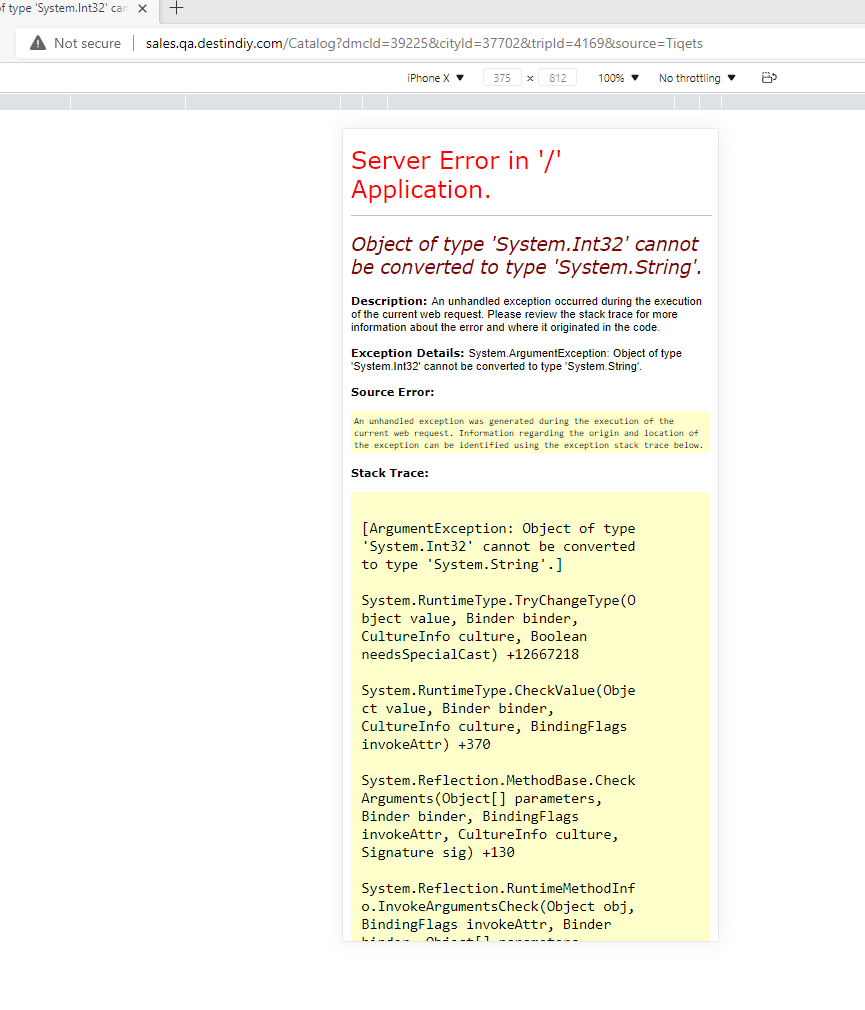 of type 'System.Int32' can
Not secure
sales.qa.destindiy.com/Catalog?dmcId=39225&cityId=37702&tripId=4169&source=Tiqets
iPhone X ▼ 375 × 812 100% ▼ No throttling ▼
Server Error in '/'
Application.
Object of type 'System.Int32' cannot
be converted to type 'System.String'.
Description: An unhandled exception occurred during the execution
of the current web request. Please review the stack trace for more
information about the error and where it originated in the code.
Exception Details: System.ArgumentException: Object of type
'System.Int32' cannot be converted to type 'System.String'.
Source Error:
An unhandled exception was generated during the execution of the
current web request. Information regarding the origin and location of
the exception can be identified using the exception stack trace below.
Stack Trace:
[ArgumentException: Object of type
'System.Int32' cannot be converted
to type 'System.String'.]
System.RuntimeType.TryChangeType(O
bject value, Binder binder,
CultureInfo culture, Boolean
needsSpecialCast) +12667218
System.RuntimeType.CheckValue(Obje
ct value, Binder binder,
CultureInfo culture, BindingFlags
invokeAttr) +370
System.Reflection.MethodBase.Check
Arguments(Object[] parameters,
Binder binder, BindingFlags
invokeAttr, CultureInfo culture,
Signature sig) +130
System.Reflection.RuntimeMethodInf
o.InvokeArgumentsCheck(Object obj,
BindingFlags invokeAttr, Binder